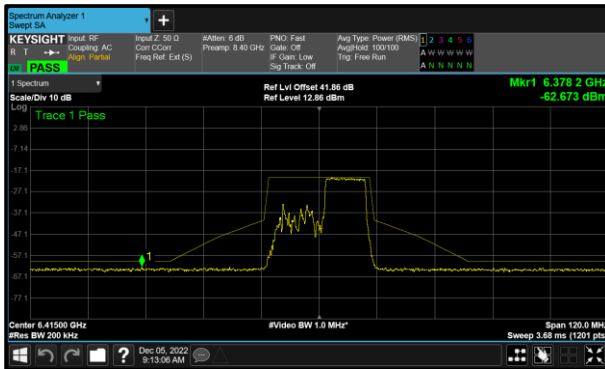 Spectrum Analyzer 1
Swept SA
KEYSIGHT Input: RF Input Z: 50 Ω #Atten: 6 dB PNO: Fast Avg Type: Power (RMS) 1 2 3 4 5 6
R T Coupling: AC Corr CCorr Preamp: 8.40 GHz Gate: Off Avg|Hold: 100/100 A W W W W W
Align: Partial Freq Ref: Ext (S) IF Gain: Low Trig: Free Run
PASS Sig Track: Off A N N N N N
1 Spectrum Ref Lvl Offset 41.86 dB Mkr1 6.378 2 GHz
Scale/Div 10 dB Ref Level 12.86 dBm -62.673 dBm
Log
Trace 1 Pass
2.86
-7.14
-17.1
-27.1
-37.1
-47.1
-57.1
1
-67.1
-77.1
Center 6.41500 GHz #Video BW 1.0 MHz* Span 120.0 MHz
#Res BW 200 kHz Sweep 3.68 ms (1201 pts)
? Dec 05, 2022
9:13:06 AM